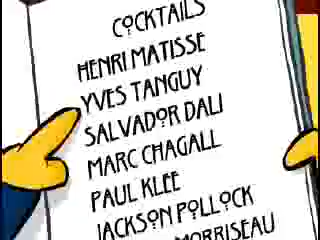 COCKTAILS
HENRI MATISSE
YVES TANGUY
SALVADOR DALI
MARC CHAGALL
PAUL KLEE
JACKSON POLLOCK
MORRISEAU